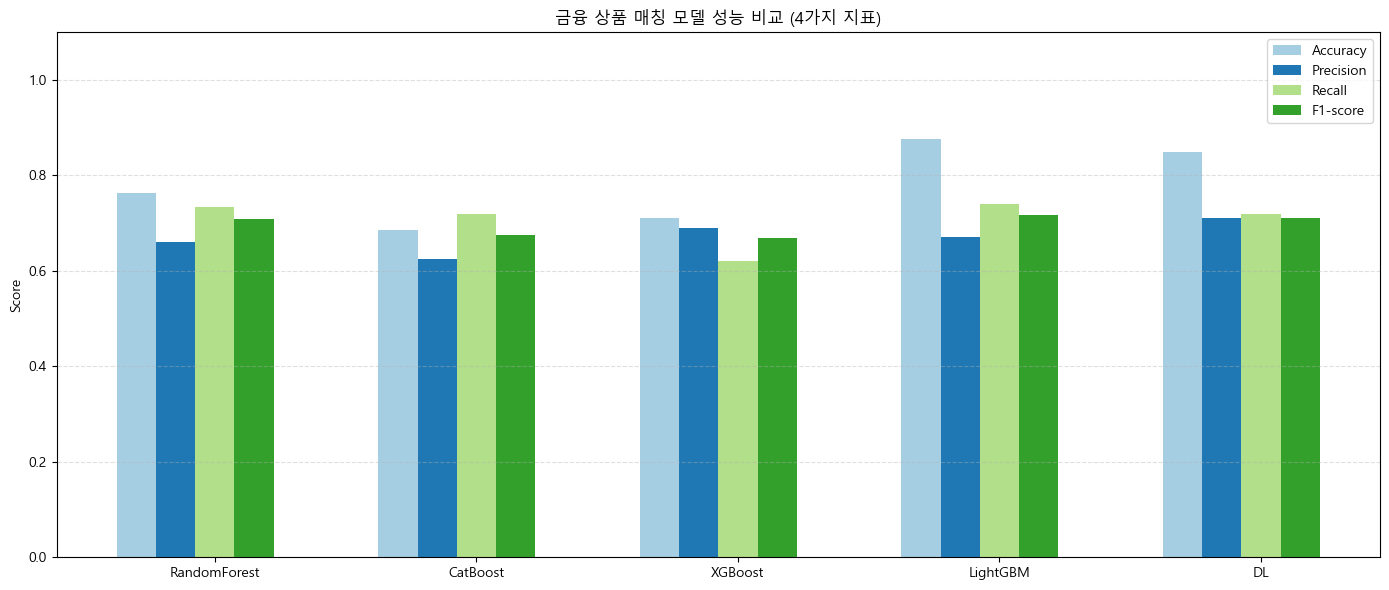 금융 상품 매칭 모델 성능 비교 (4가지 지표)
Accuracy
Precision
Recall
F1-score
Score
1.0
0.8
0.6
0.4
0.2
0.0
RandomForest
CatBoost
XGBoost
LightGBM
DL